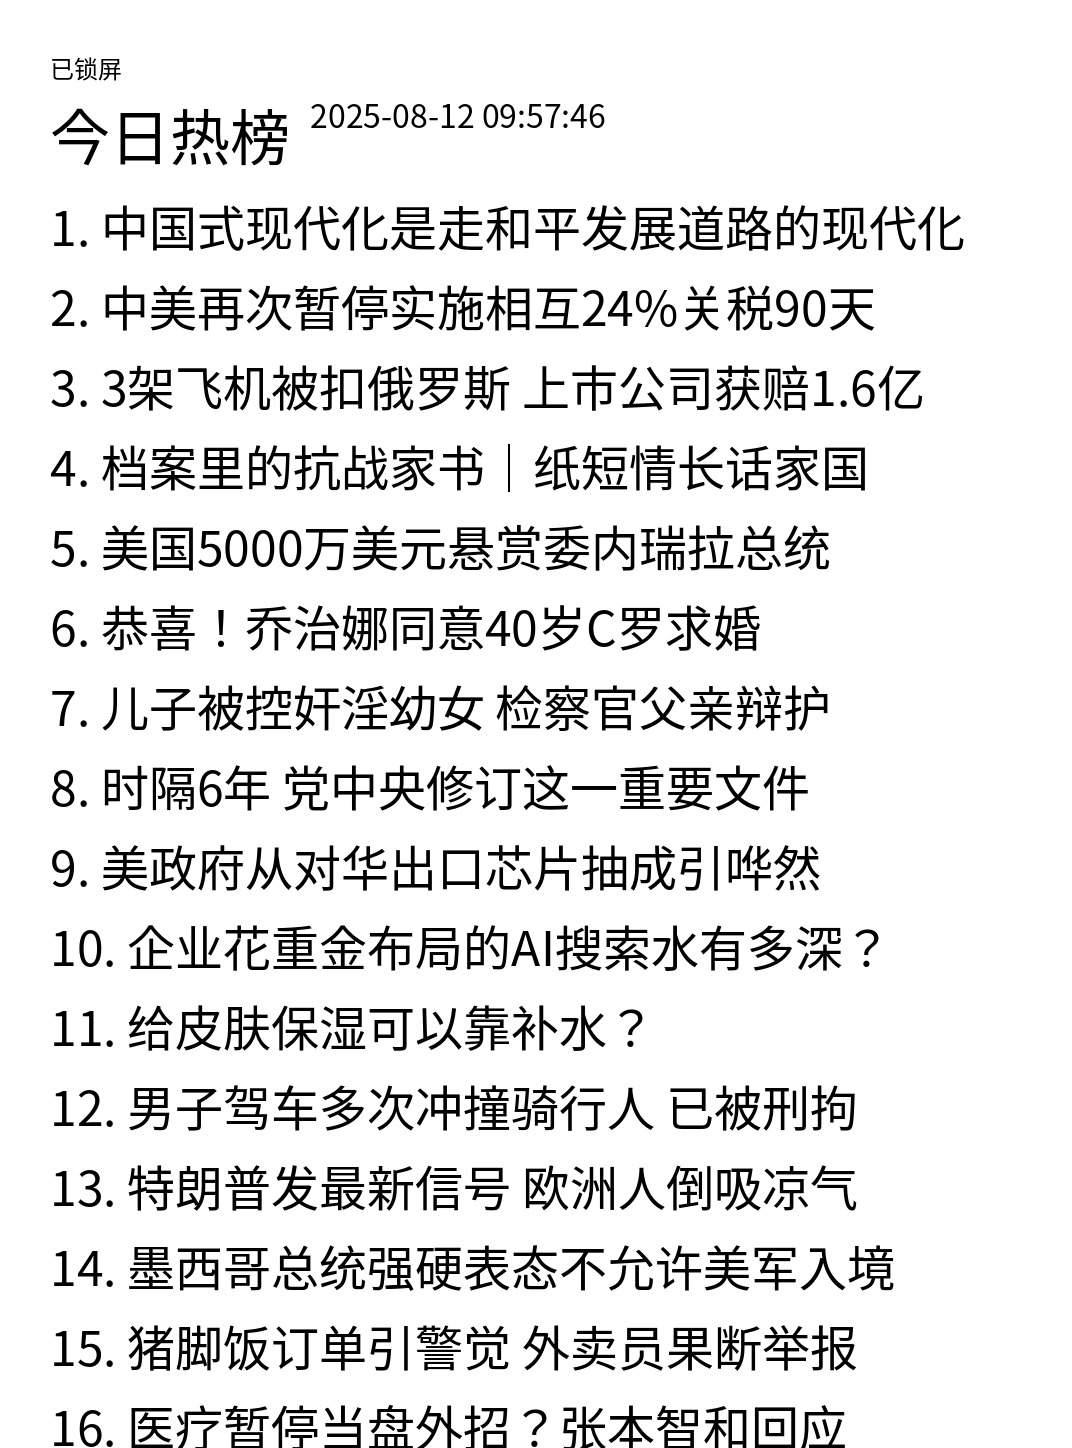 已锁屏
今日热榜 2025-08-12 09:57:46
1. 中国式现代化是走和平发展道路的现代化
2. 中美再次暂停实施相互24%关税90天
3. 3架飞机被扣俄罗斯 上市公司获赔1.6亿
4. 档案里的抗战家书｜纸短情长话家国
5. 美国5000万美元悬赏委内瑞拉总统
6. 恭喜！乔治娜同意40岁C罗求婚
7. 儿子被控奸淫幼女 检察官父亲辩护
8. 时隔6年 党中央修订这一重要文件
9. 美政府从对华出口芯片抽成引哗然
10. 企业花重金布局的AI搜索水有多深？
11. 给皮肤保湿可以靠补水？
12. 男子驾车多次冲撞骑行人 已被刑拘
13. 特朗普发最新信号 欧洲人倒吸凉气
14. 墨西哥总统强硬表态不允许美军入境
15. 猪脚饭订单引警觉 外卖员果断举报
16. 医疗暂停当盘外招？张本智和回应